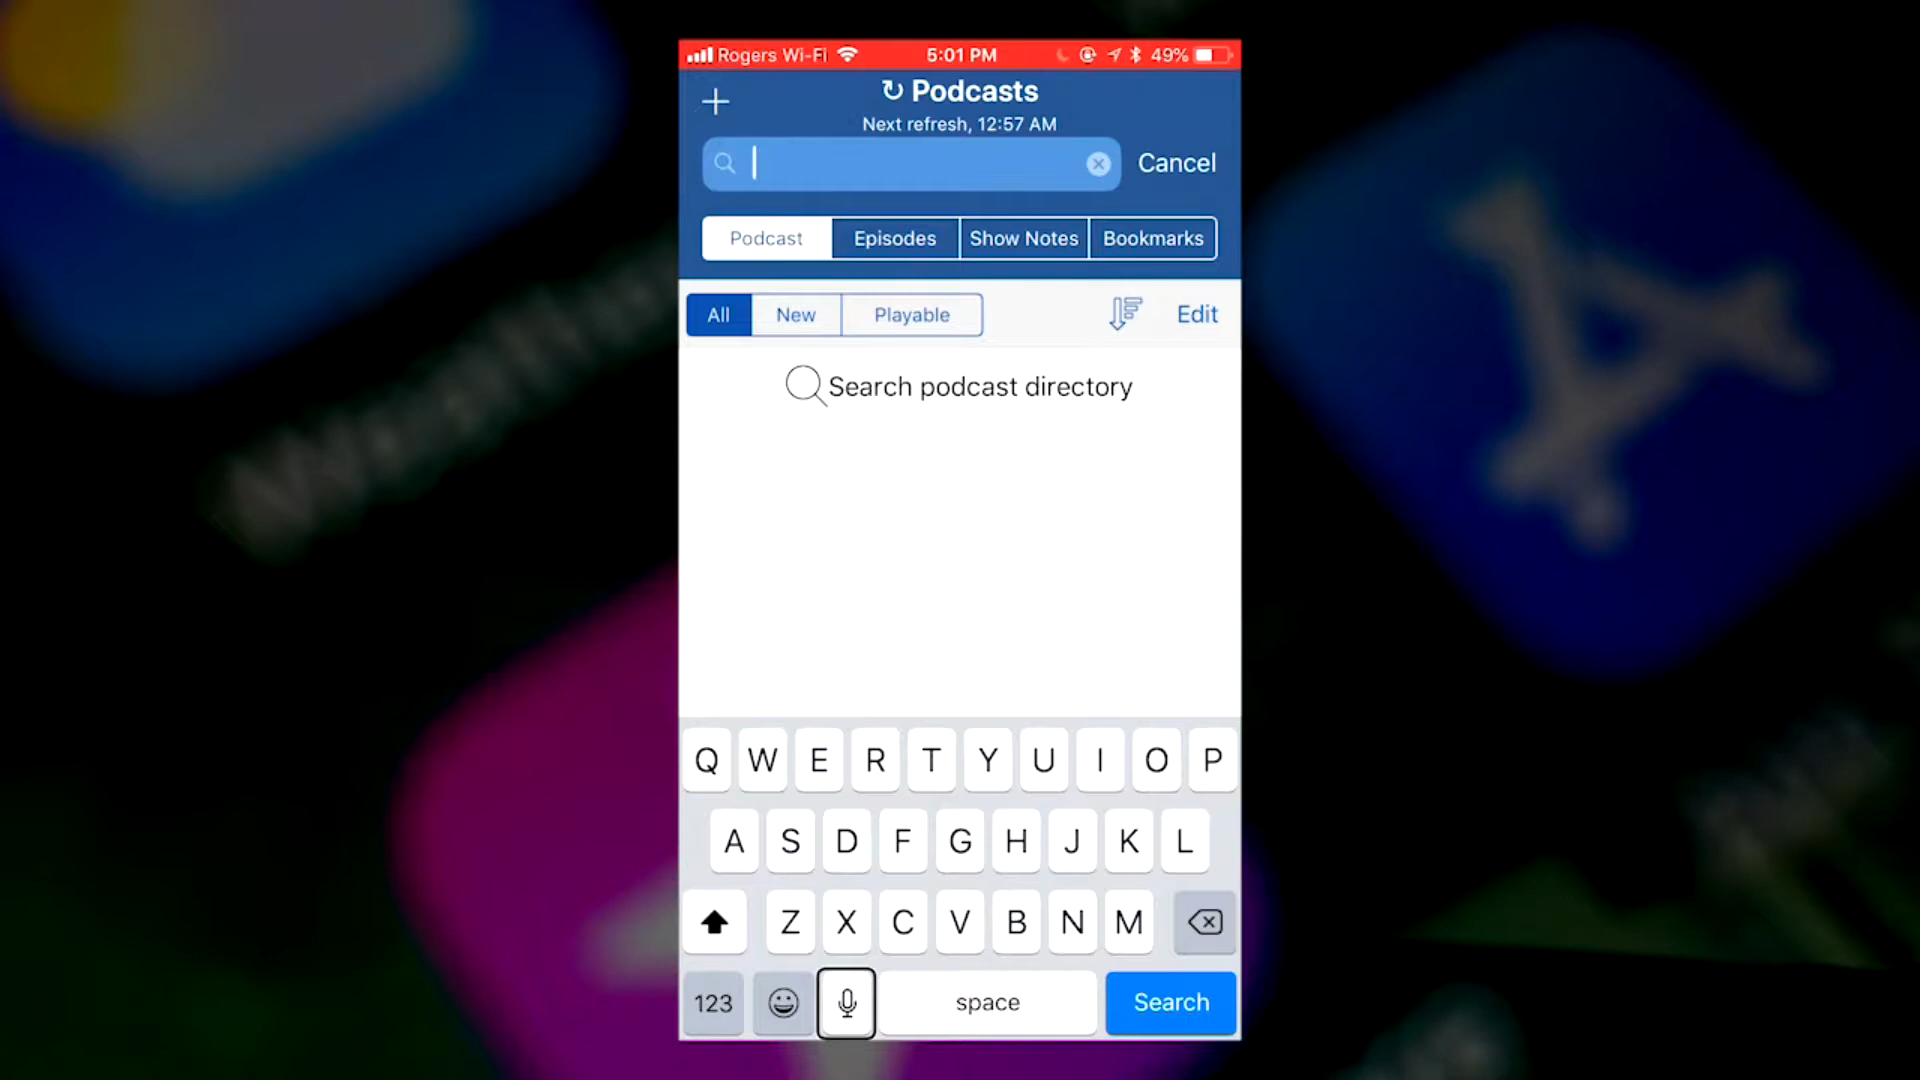 Rogers Wi-Fi 5:01 PM 49%
↻ Podcasts
Next refresh, 12:57 AM
Cancel
Podcast Episodes Show Notes Bookmarks
All New Playable Edit
Search podcast directory
Q W E R T Y U I O P
A S D F G H J K L
Z X C V B N M
123 space Search